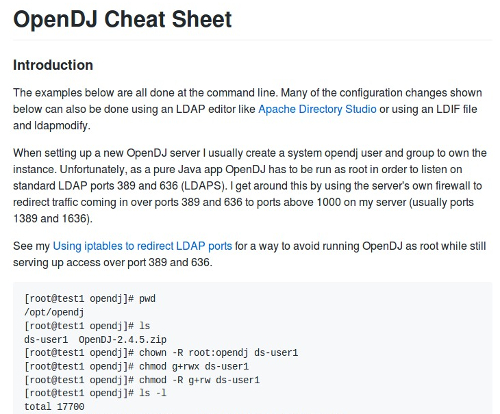 OpenDJ Cheat Sheet
Introduction
The examples below are all done at the command line. Many of the configuration changes shown
below can also be done using an LDAP editor like Apache Directory Studio or using an LDIF file
and ldapmodify.
When setting up a new OpenDJ server I usually create a system opendj user and group to own the
instance. Unfortunately, as a pure Java app OpenDJ has to be run as root in order to listen on
standard LDAP ports 389 and 636 (LDAPS). I get around this by using the server's own firewall to
redirect traffic coming in over ports 389 and 636 to ports above 1000 on my server (usually ports
1389 and 1636).
See my Using iptables to redirect LDAP ports for a way to avoid running OpenDJ as root while still
serving up access over port 389 and 636.
[root@test1 opendj]# pwd
/opt/opendj
[root@test1 opendj]# ls
ds-user1  OpenDJ-2.4.5.zip
[root@test1 opendj]# chown -R root:opendj ds-user1
[root@test1 opendj]# chmod g+rwx ds-user1
[root@test1 opendj]# chmod -R g+rw ds-user1
[root@test1 opendj]# ls -l
total 17700